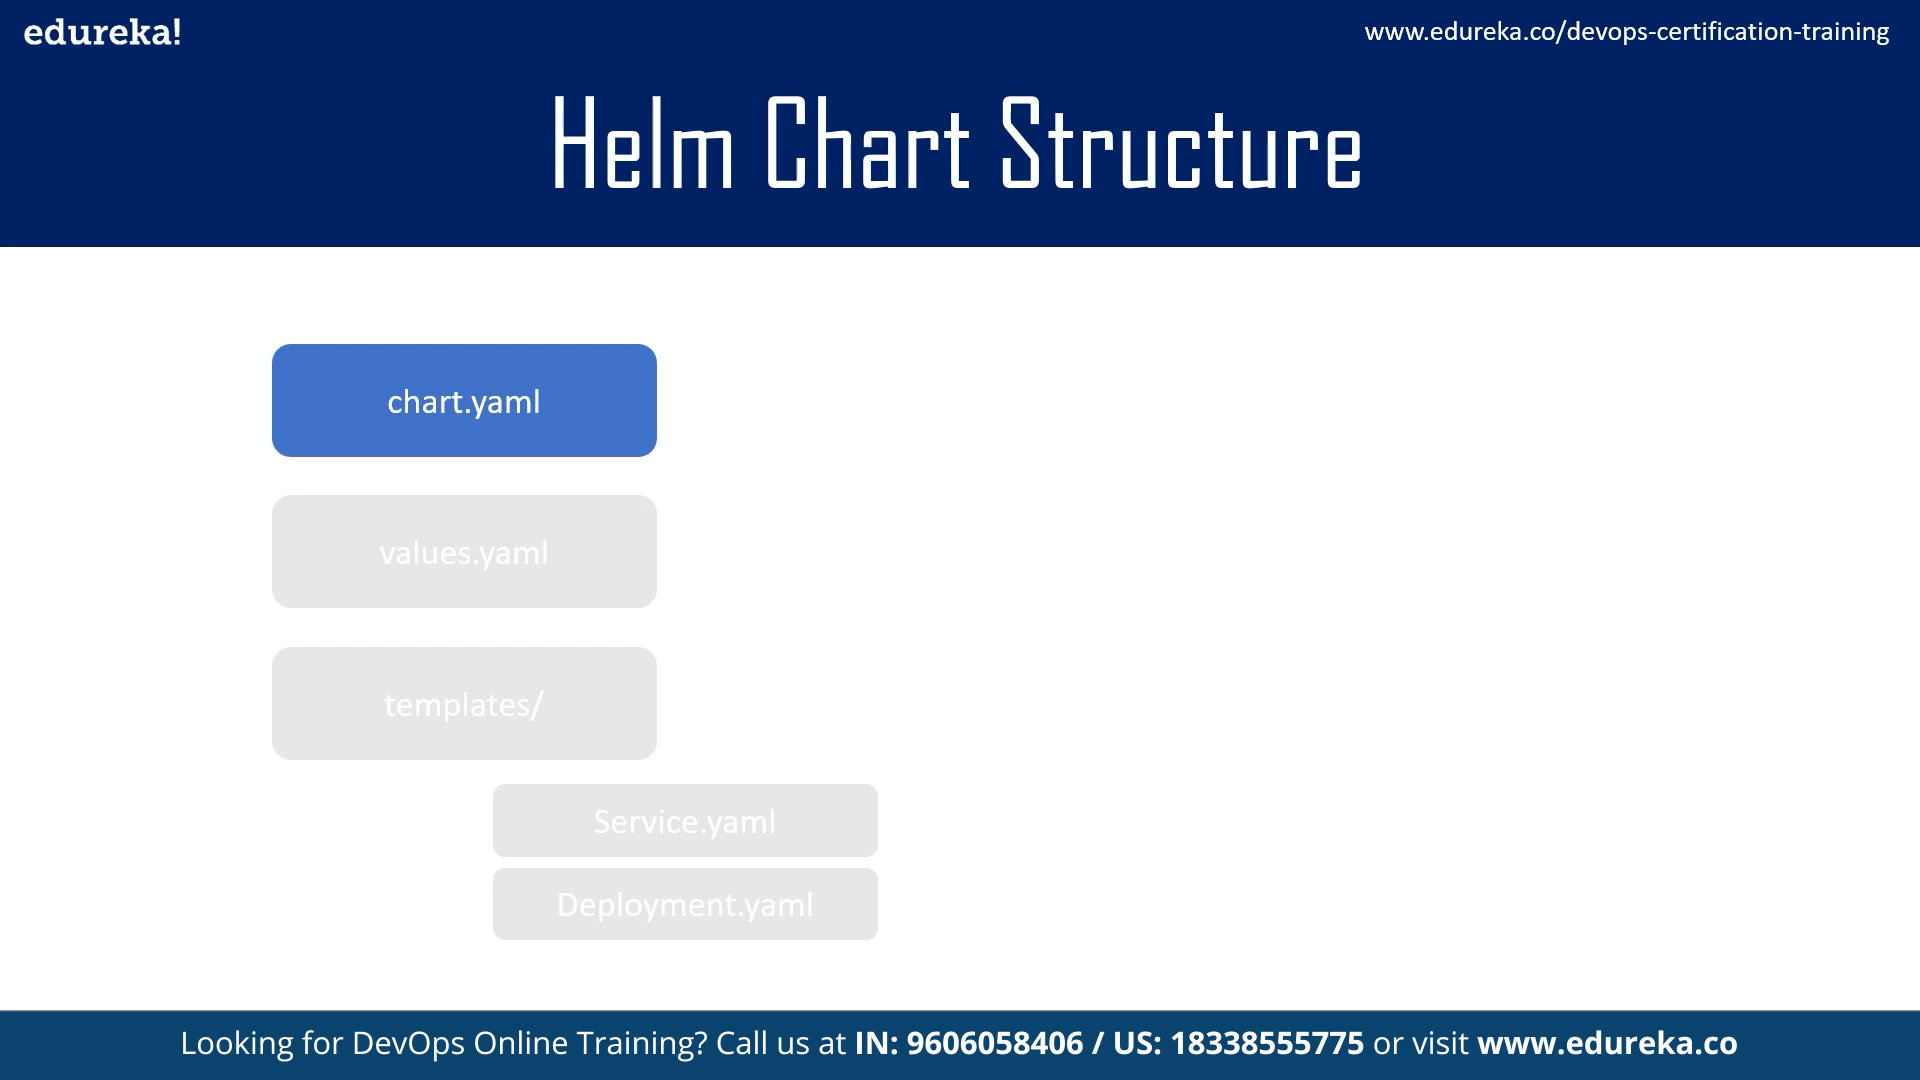 edureka!
www.edureka.co/devops-certification-training
Helm Chart Structure
chart.yaml
values.yaml
templates/
Service.yaml
Deployment.yaml
Looking for DevOps Online Training? Call us at IN: 9606058406 / US: 18338555775 or visit www.edureka.co